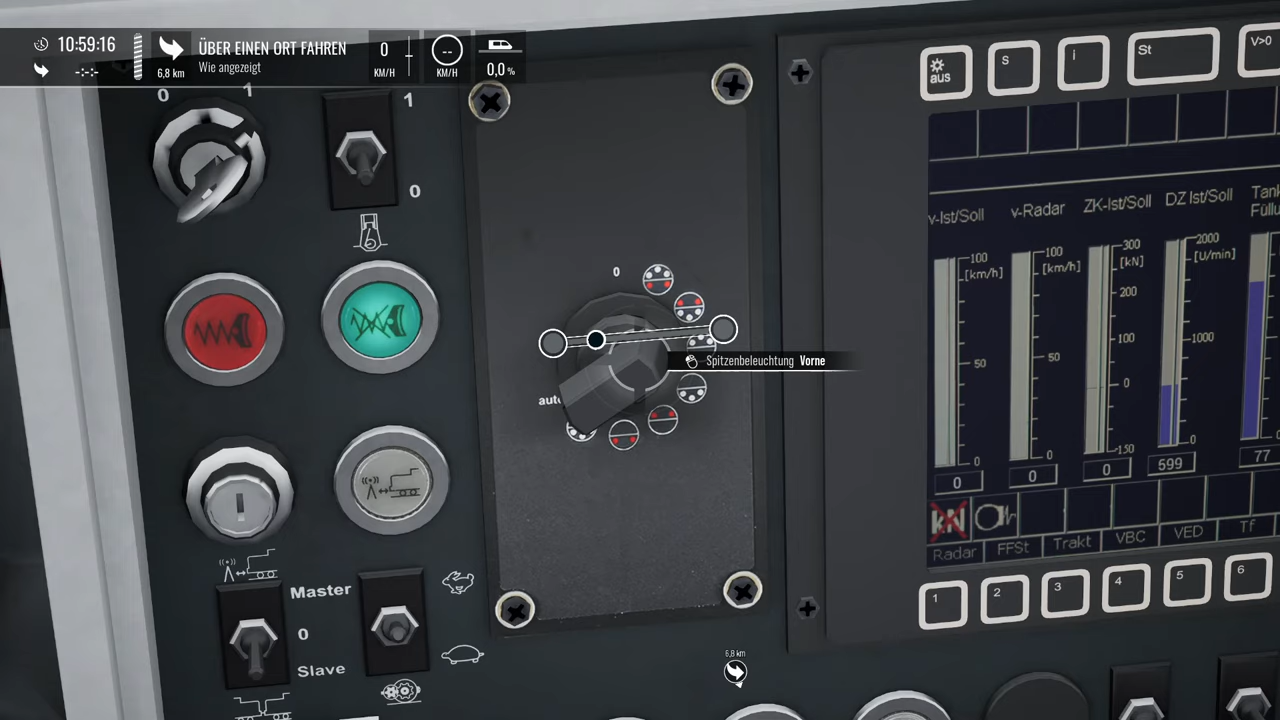 10:59:16
-:-:-
6,8 km
ÜBER EINEN ORT FAHREN
Wie angezeigt
0
KM/H
--
KM/H
0,0 %
0 1
1
0
0
auto
Spitzenbeleuchtung Vorne
Master
0
Slave
6,8 km
aus
S
i
St
V>0
v-Ist/Soll
v-Radar
ZK-Ist/Soll
DZ Ist/Soll
Tank
Füllu
100
[km/h]
50
0
100
[km/h]
50
0
300
[kN]
200
100
0
-150
2000
[U/min]
1000
0
0
0
0
599
77
kN
Radar
FFSt
Trakt
VBC
VED
Tf
1
2
3
4
5
6